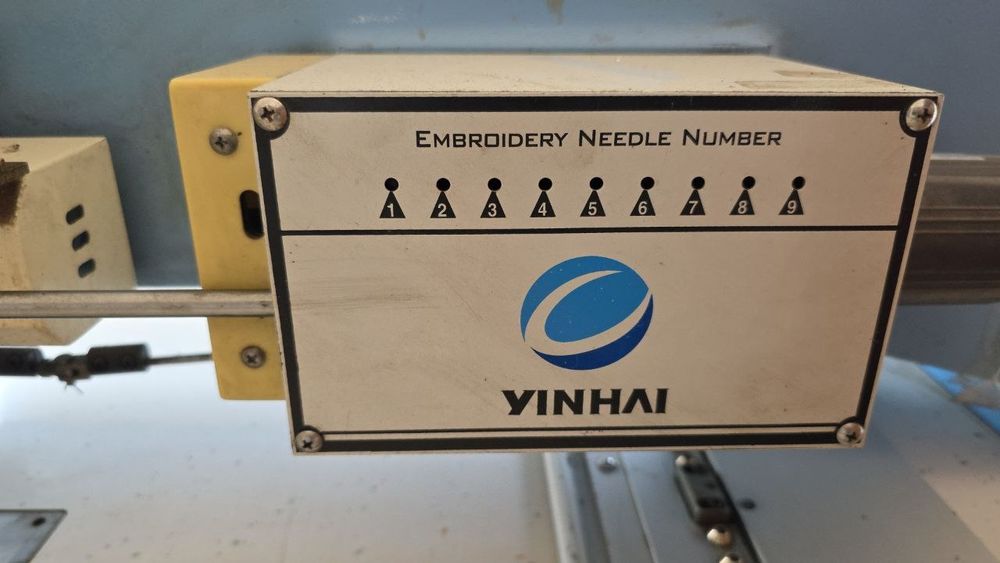 EMBROIDERY NEEDLE NUMBER
1 2 3 4 5 6 7 8 9
YINHAI